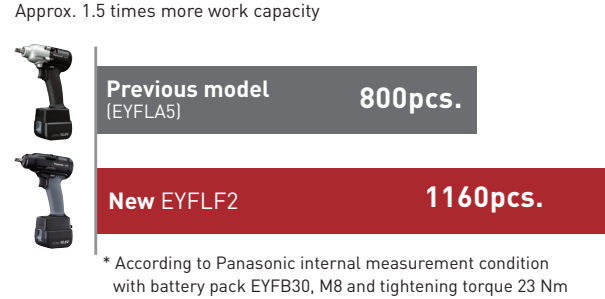 Approx. 1.5 times more work capacity
Previous model
(EYFLA5)
800pcs.
New EYFLF2
1160pcs.
* According to Panasonic internal measurement condition
with battery pack EYFB30, M8 and tightening torque 23 Nm